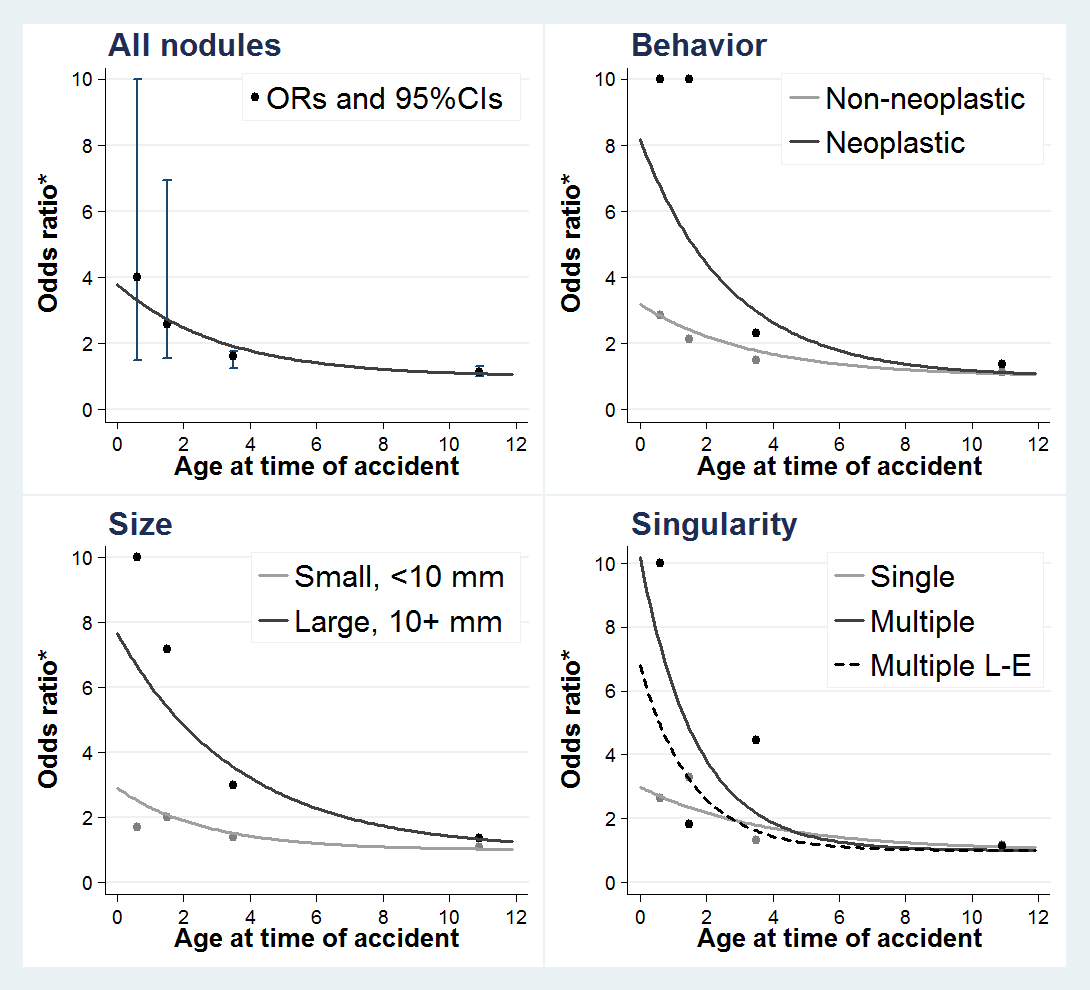 All nodules
ORs and 95%CIs
Odds ratio*
10
8
6
4
2
0
0 2 4 6 8 10 12
Age at time of accident
Behavior
Non-neoplastic
Neoplastic
Odds ratio*
10
8
6
4
2
0
0 2 4 6 8 10 12
Age at time of accident
Size
Small, <10 mm
Large, 10+ mm
Odds ratio*
10
8
6
4
2
0
0 2 4 6 8 10 12
Age at time of accident
Singularity
Single
Multiple
Multiple L-E
Odds ratio*
10
8
6
4
2
0
0 2 4 6 8 10 12
Age at time of accident